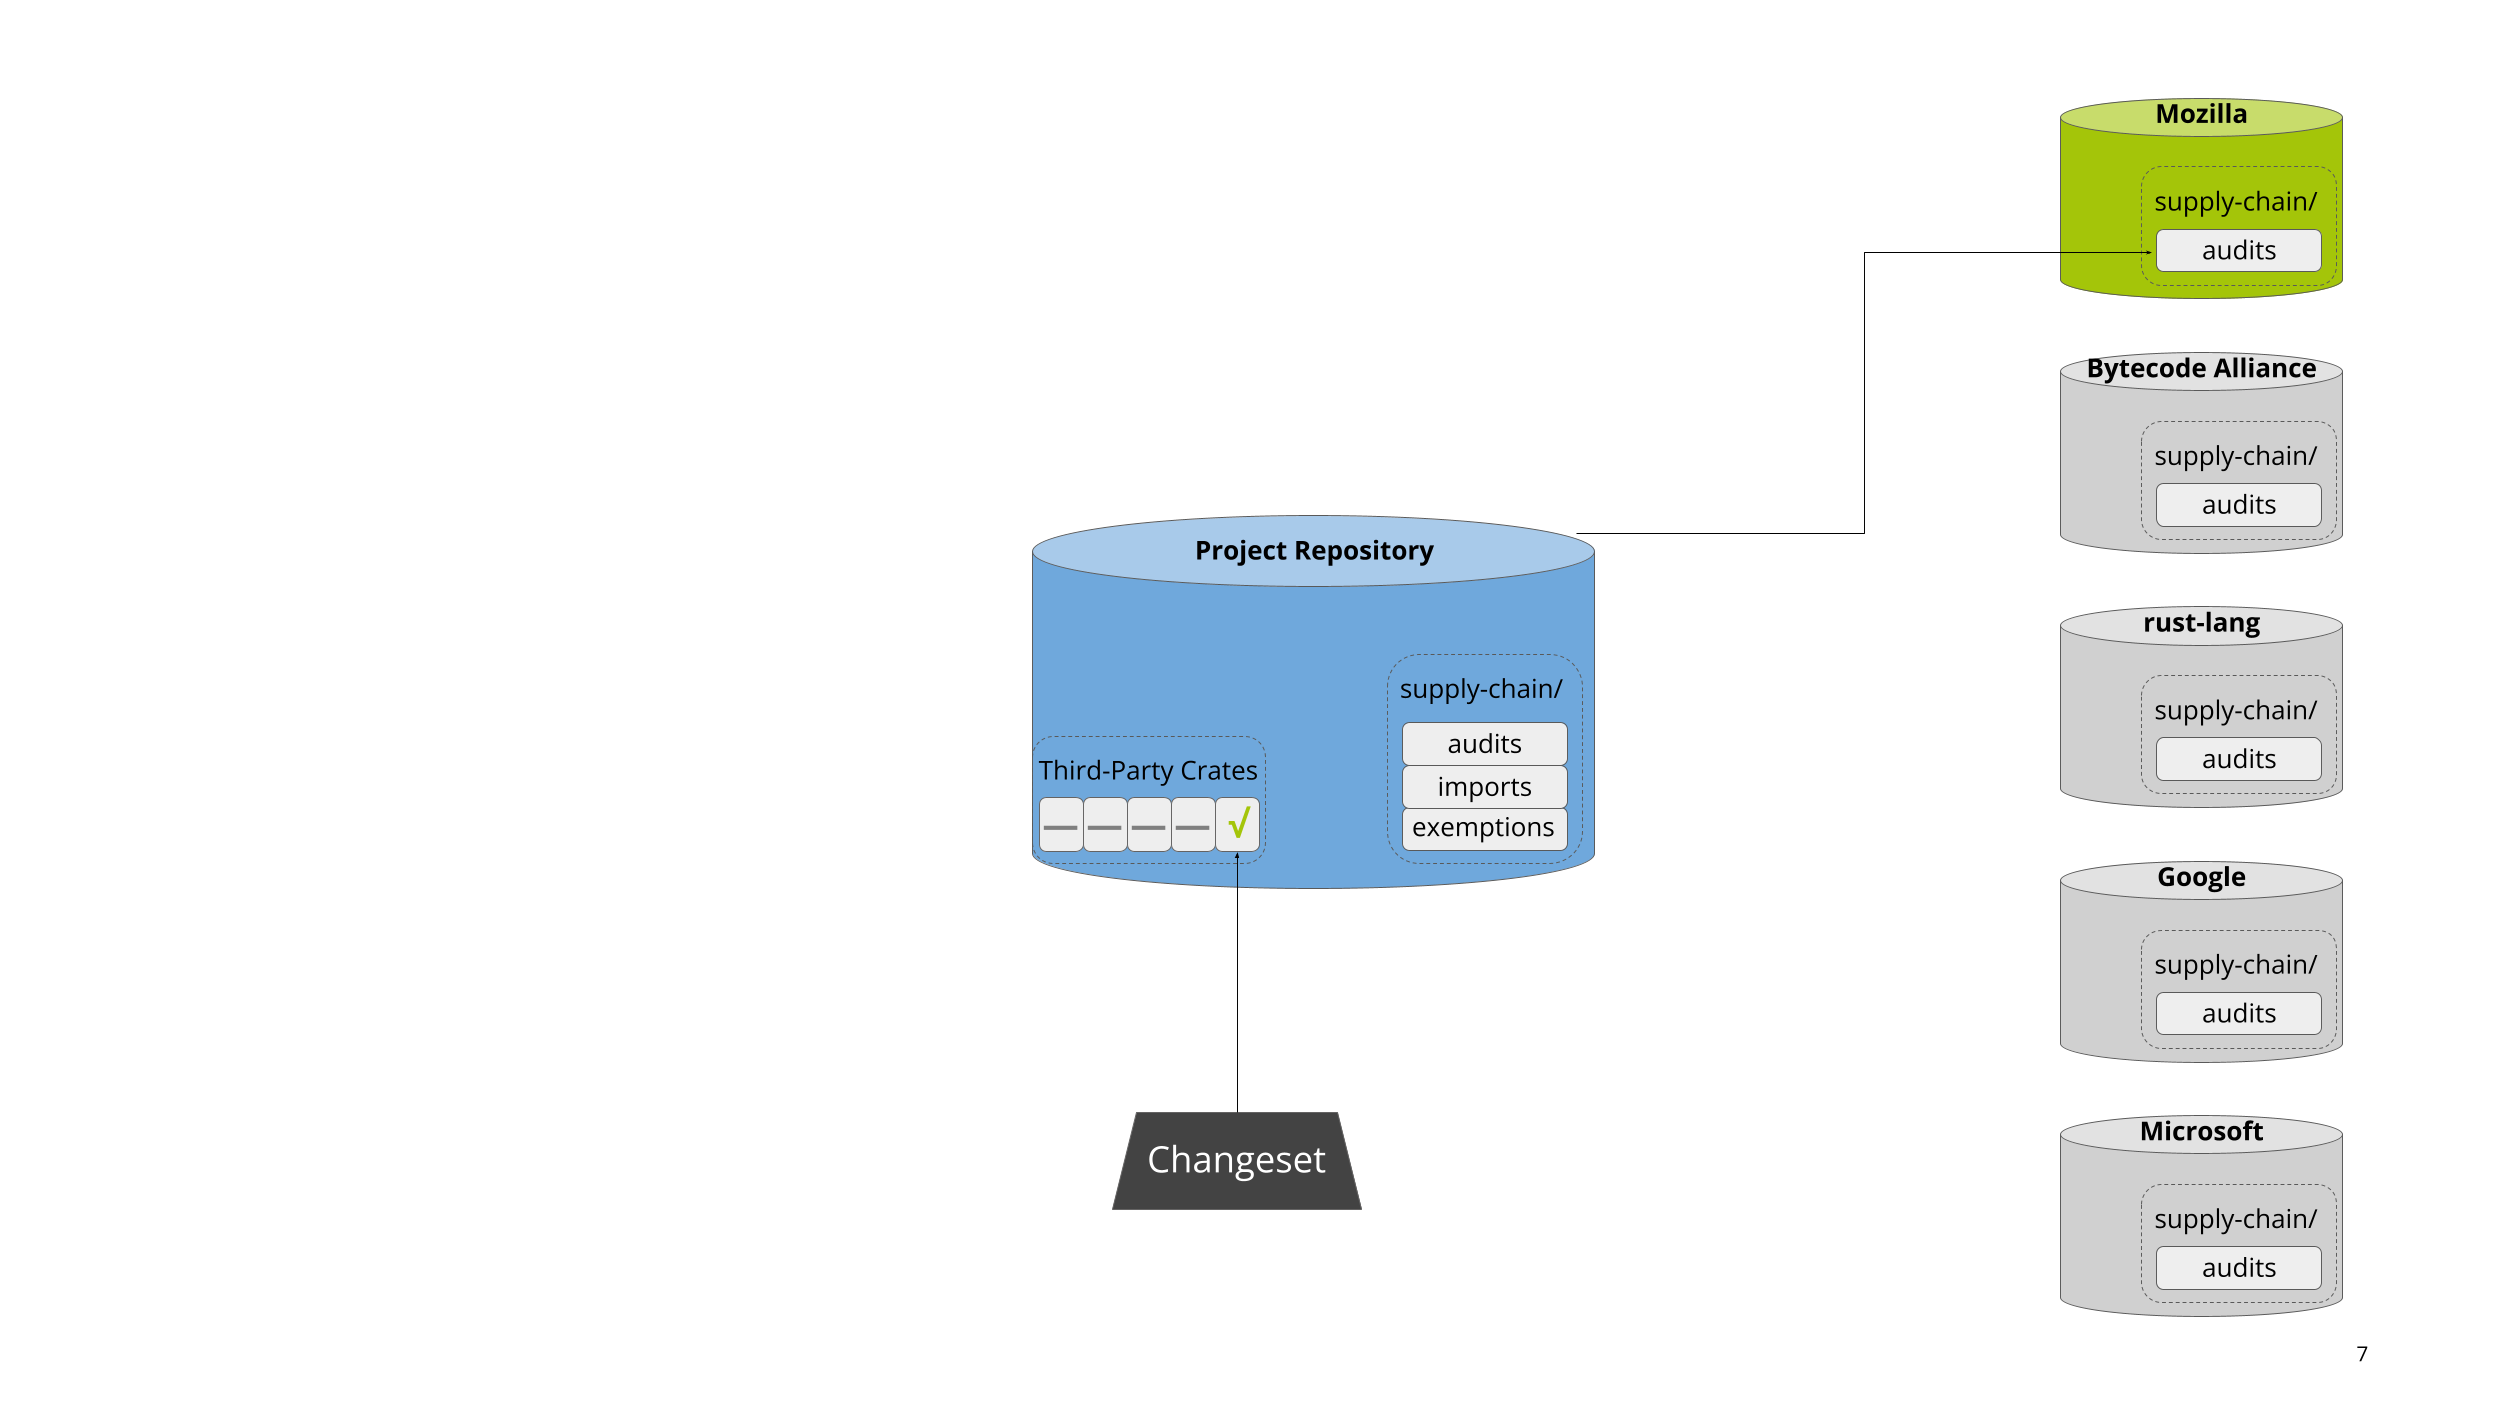 Mozilla
supply-chain/
audits
Bytecode Alliance
supply-chain/
audits
Project Repository
supply-chain/
audits
imports
exemptions
Third-Party Crates
√
rust-lang
supply-chain/
audits
Google
supply-chain/
audits
Changeset
Microsoft
supply-chain/
audits
7